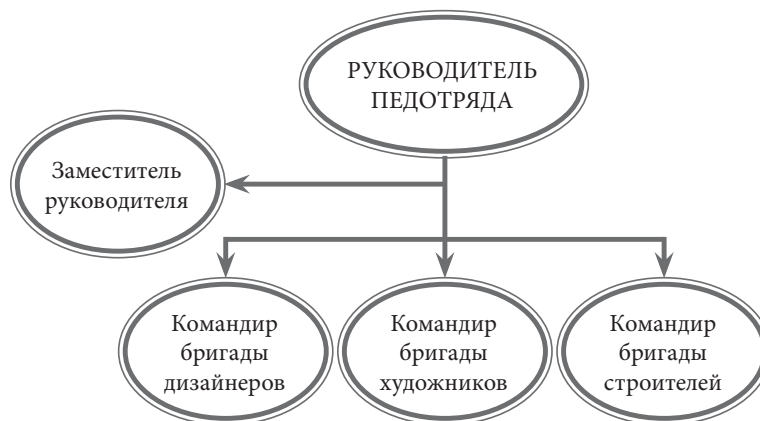 РУКОВОДИТЕЛЬ
ПЕДОТРЯДА
Заместитель
руководителя
Командир
бригады
дизайнеров
Командир
бригады
художников
Командир
бригады
строителей